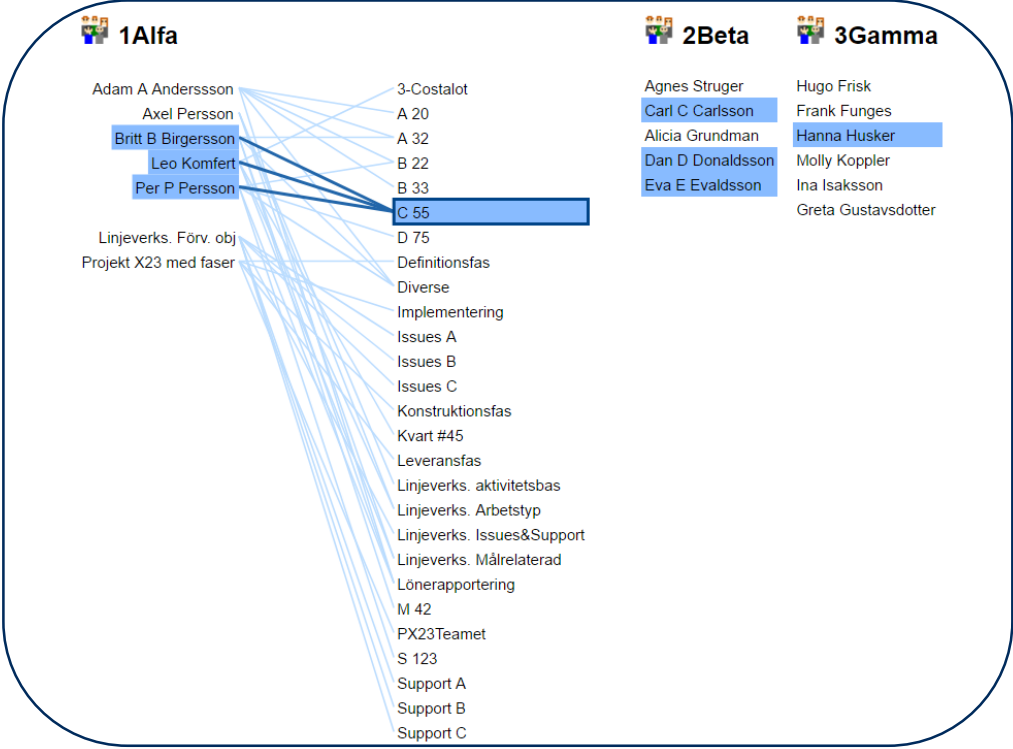 1Alfa
Adam A Anderssson
Axel Persson
Britt B Birgersson
Leo Komfert
Per P Persson
Linjeverks. Förv. obj
Projekt X23 med faser
3-Costalot
A 20
A 32
B 22
B 33
C 55
D 75
Definitionsfas
Diverse
Implementering
Issues A
Issues B
Issues C
Konstruktionsfas
Kvart #45
Leveransfas
Linjeverks. aktivitetsbas
Linjeverks. Arbetstyp
Linjeverks. Issues&Support
Linjeverks. Målrelaterad
Lönerapportering
M 42
PX23Teamet
S 123
Support A
Support B
Support C
2Beta
Agnes Struger
Carl C Carlsson
Alicia Grundman
Dan D Donaldsson
Eva E Evaldsson
3Gamma
Hugo Frisk
Frank Funges
Hanna Husker
Molly Koppler
Ina Isaksson
Greta Gustavsdotter